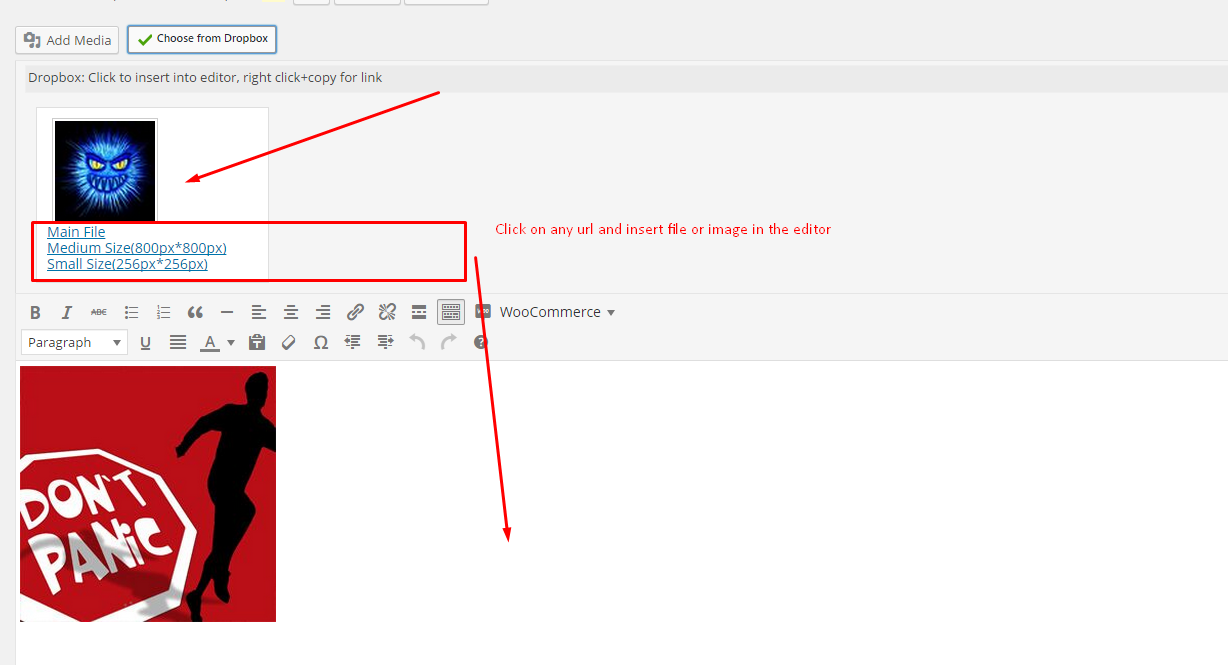 Add Media
Choose from Dropbox
Dropbox: Click to insert into editor, right click+copy for link
Main File
Medium Size(800px*800px)
Small Size(256px*256px)
Click on any url and insert file or image in the editor
B I ABC
WooCommerce
Paragraph U A T Ω ?
DON'T
PANiC